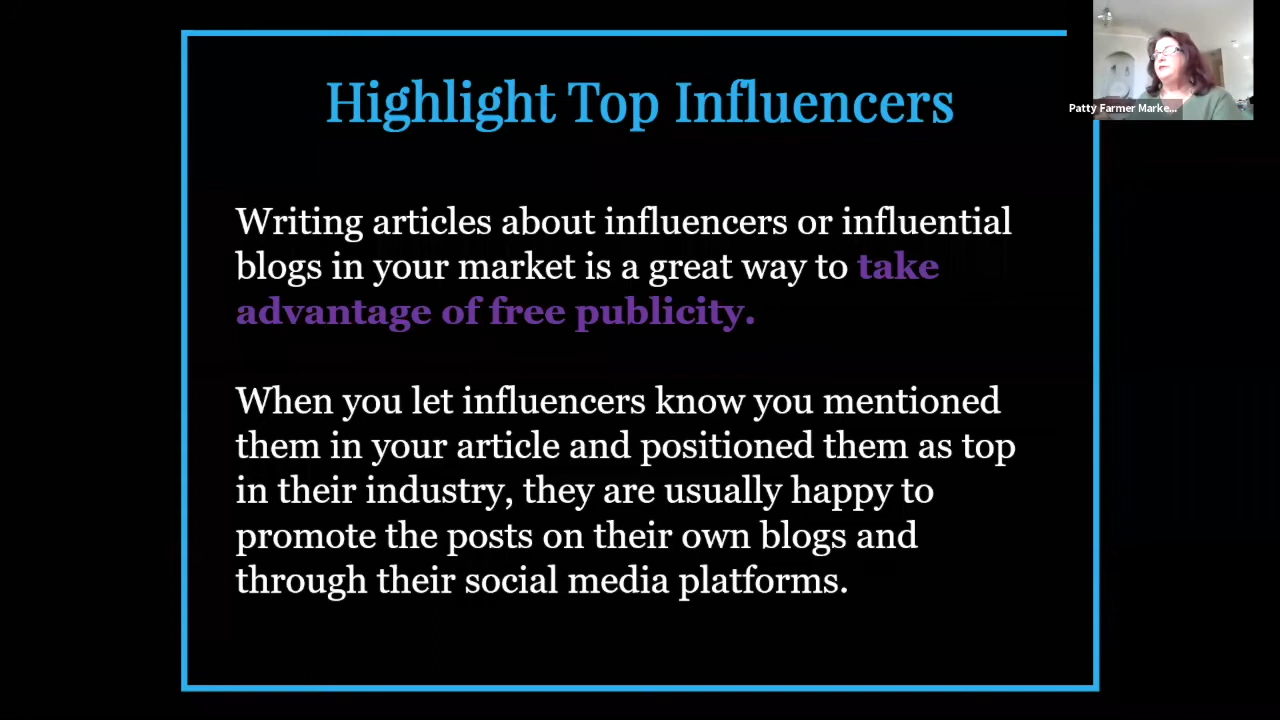 Highlight Top Influencers
Patty Farmer Marke...
Writing articles about influencers or influential
blogs in your market is a great way to take
advantage of free publicity.
When you let influencers know you mentioned
them in your article and positioned them as top
in their industry, they are usually happy to
promote the posts on their own blogs and
through their social media platforms.